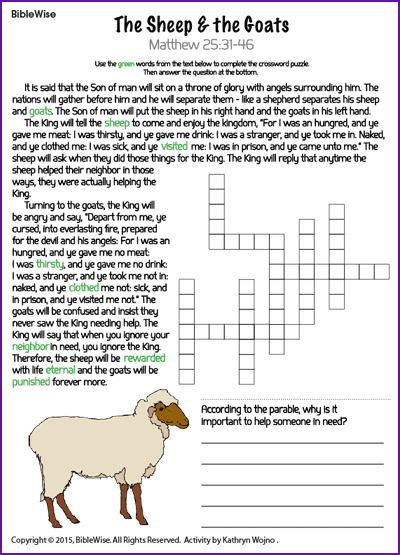 BibleWise
The Sheep & the Goats
Matthew 25:31-46
Use the green words from the text below to complete the crossword puzzle.
Then answer the question at the bottom.
It is said that the Son of man will sit on a throne of glory with angels surrounding him. The
nations will gather before him and he will separate them - like a shepherd separates his sheep
and goats. The Son of man will put the sheep in his right hand and the goats in his left hand.
The King will tell the sheep to come and enjoy the kingdom, "For I was an hungred, and ye
gave me meat: I was thirsty, and ye gave me drink: I was a stranger, and ye took me in. Naked,
and ye clothed me: I was sick, and ye visited me: I was in prison, and ye came unto me." The
sheep will ask when they did those things for the King. The King will reply that anytime the
sheep helped their neighbor in those
ways, they were actually helping the
King.
Turning to the goats, the King will
be angry and say, "Depart from me, ye
cursed, into everlasting fire, prepared
for the devil and his angels: For I was an
hungred, and ye gave me no meat:
I was thirsty, and ye gave me no drink:
I was a stranger, and ye took me not in:
naked, and ye clothed me not: sick, and
in prison, and ye visited me not." The
goats will be confused and insist they
never saw the King needing help. The
King will say that when you ignore your
neighbor in need, you ignore the King.
Therefore, the sheep will be rewarded
with life eternal and the goats will be
punished forever more.
According to the parable, why is it
important to help someone in need?
Copyright © 2015, BibleWise. All Rights Reserved. Activity by Kathryn Wojno .